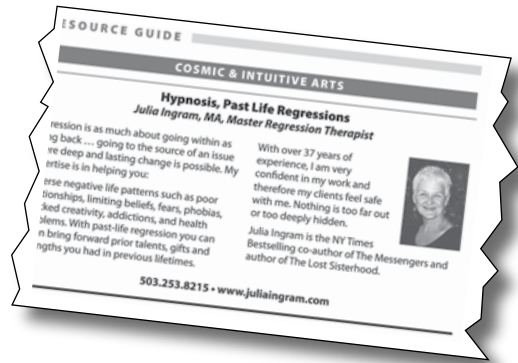 ESOURCE GUIDE
COSMIC & INTUITIVE ARTS
Hypnosis, Past Life Regressions
Julia Ingram, MA, Master Regression Therapist
ression is as much about going within as
ng back … going to the source of an issue
re deep and lasting change is possible. My
ertise is in helping you:
erse negative life patterns such as poor
tionships, limiting beliefs, fears, phobias,
ked creativity, addictions, and health
blems. With past-life regression you can
n bring forward prior talents, gifts and
ngths you had in previous lifetimes.
With over 37 years of
experience, I am very
confident in my work and
therefore my clients feel safe
with me. Nothing is too far out
or too deeply hidden.
Julia Ingram is the NY Times
Bestselling co-author of The Messengers and
author of The Lost Sisterhood.
503.253.8215 • www.juliaingram.com